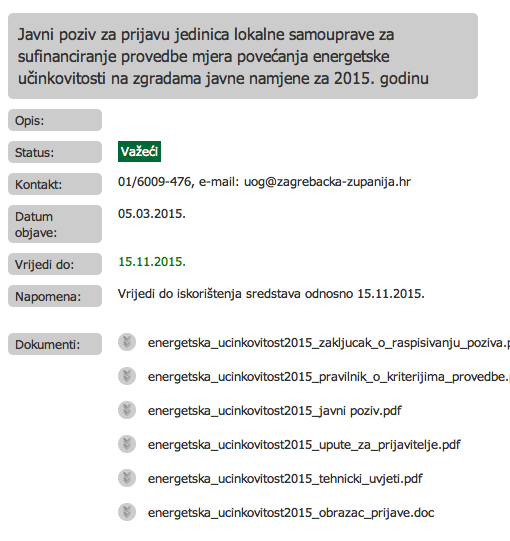 Javni poziv za prijavu jedinica lokalne samouprave za
sufinanciranje provedbe mjera povećanja energetske
učinkovitosti na zgradama javne namjene za 2015. godinu
Opis:
Status: Važeći
Kontakt: 01/6009-476, e-mail: uog@zagrebacka-zupanija.hr
Datum objave: 05.03.2015.
Vrijedi do: 15.11.2015.
Napomena: Vrijedi do iskorištenja sredstava odnosno 15.11.2015.
Dokumenti: energetska_ucinkovitost2015_zakljucak_o_raspisivanju_poziva.p
energetska_ucinkovitost2015_pravilnik_o_kriterijima_provedbe.p
energetska_ucinkovitost2015_javni poziv.pdf
energetska_ucinkovitost2015_upute_za_prijavitelje.pdf
energetska_ucinkovitost2015_tehnicki_uvjeti.pdf
energetska_ucinkovitost2015_obrazac_prijave.doc